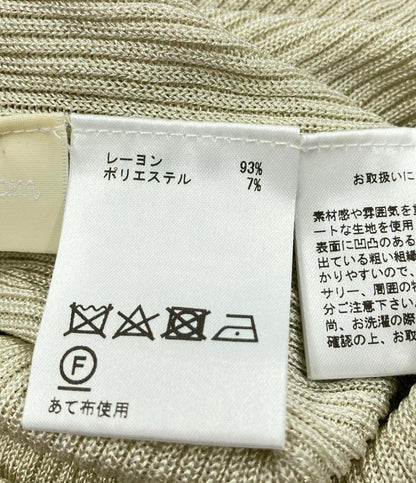 レーヨン 93%
ポリエステル 7%
F
あて布使用
お取扱いに
素材感や雰囲気を
ートな生地を使用
表面に凹凸のある
出ている粗い組織
かりやすいので、
サリー、周囲の
分ご注意下さい
尚、お洗濯の際
確認の上、お取